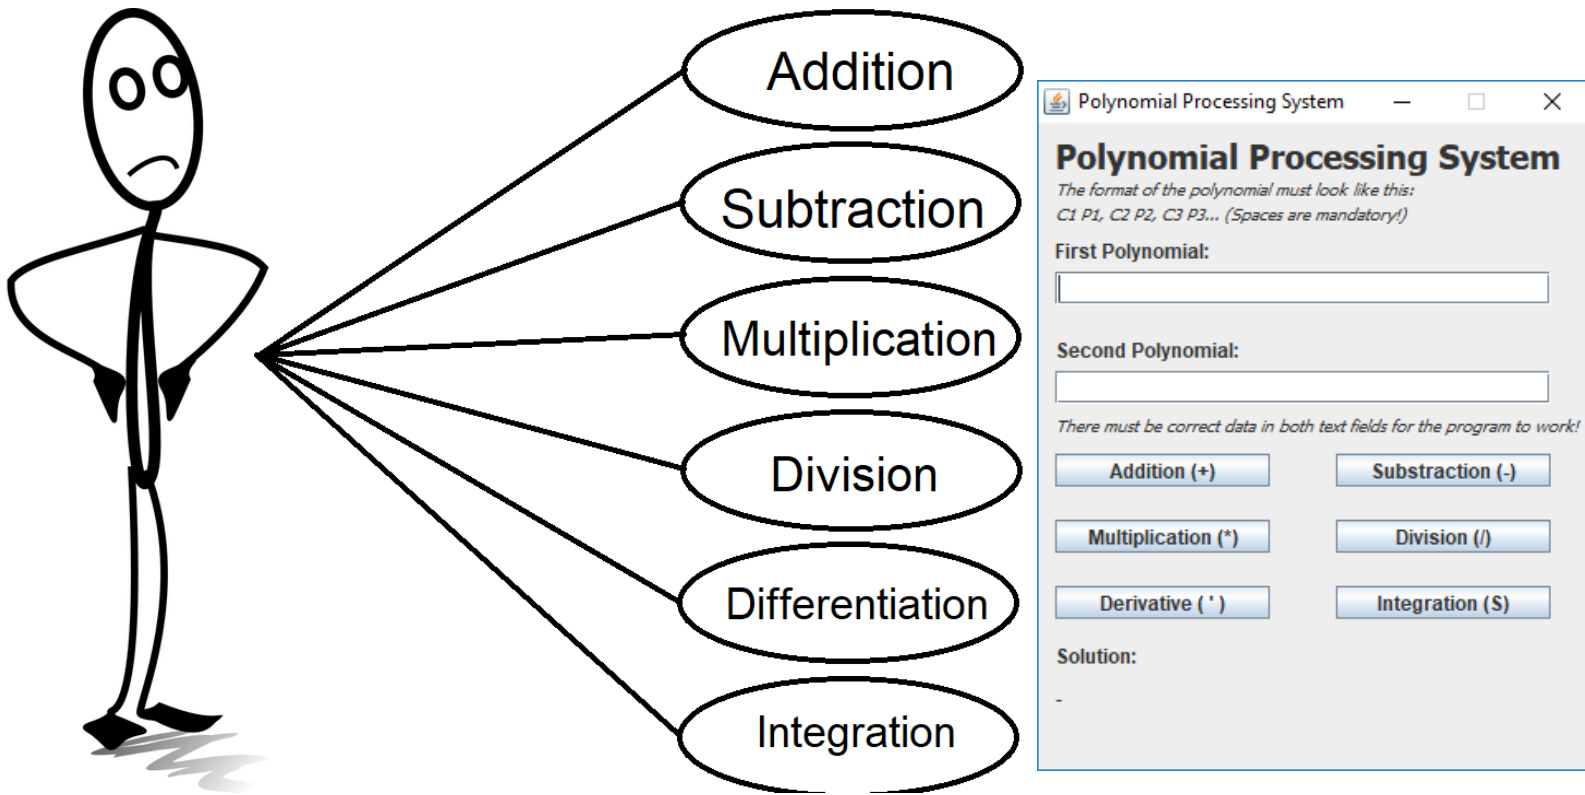 Addition
Subtraction
Multiplication
Division
Differentiation
Integration
Polynomial Processing System
Polynomial Processing System
The format of the polynomial must look like this:
C1 P1, C2 P2, C3 P3... (Spaces are mandatory!)
First Polynomial:
Second Polynomial:
There must be correct data in both text fields for the program to work!
Addition (+) Substraction (-)
Multiplication (*) Division (/)
Derivative ( ' ) Integration (S)
Solution:
-